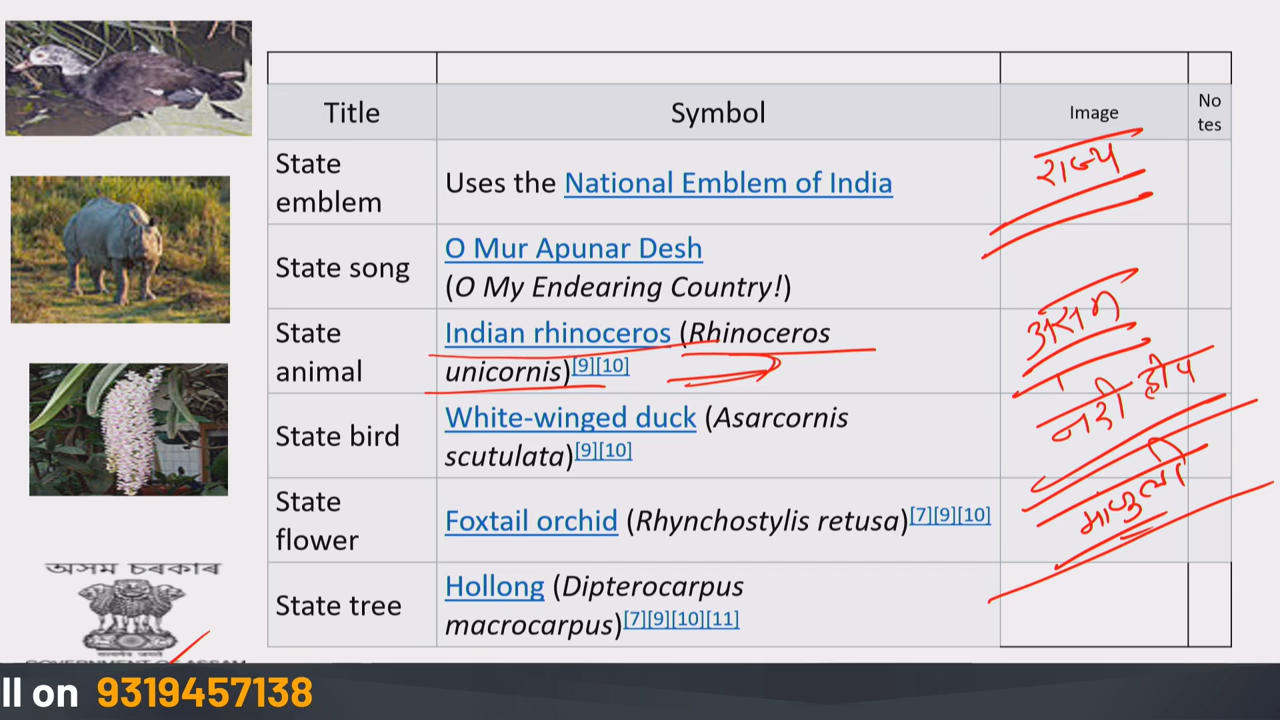 Title Symbol Image No
tes
State
emblem
Uses the National Emblem of India
State song
O Mur Apunar Desh
(O My Endearing Country!)
State
animal
Indian rhinoceros (Rhinoceros
unicornis)[9][10]
State bird
White-winged duck (Asarcornis
scutulata)[9][10]
State
flower
Foxtail orchid (Rhynchostylis retusa)[7][9][10]
State tree
Hollong (Dipterocarpus
macrocarpus)[7][9][10][11]
राज्य
असम
नदी द्वीप
অসম চৰকাৰ
GOVERNMENT OF ASSAM
ll on 9319457138